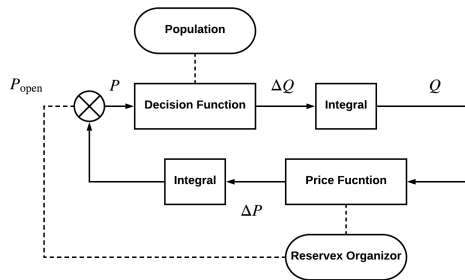 Population
P_open
P
Decision Function
ΔQ
Integral
Q
Integral
ΔP
Price Fucntion
Reservex Organizor